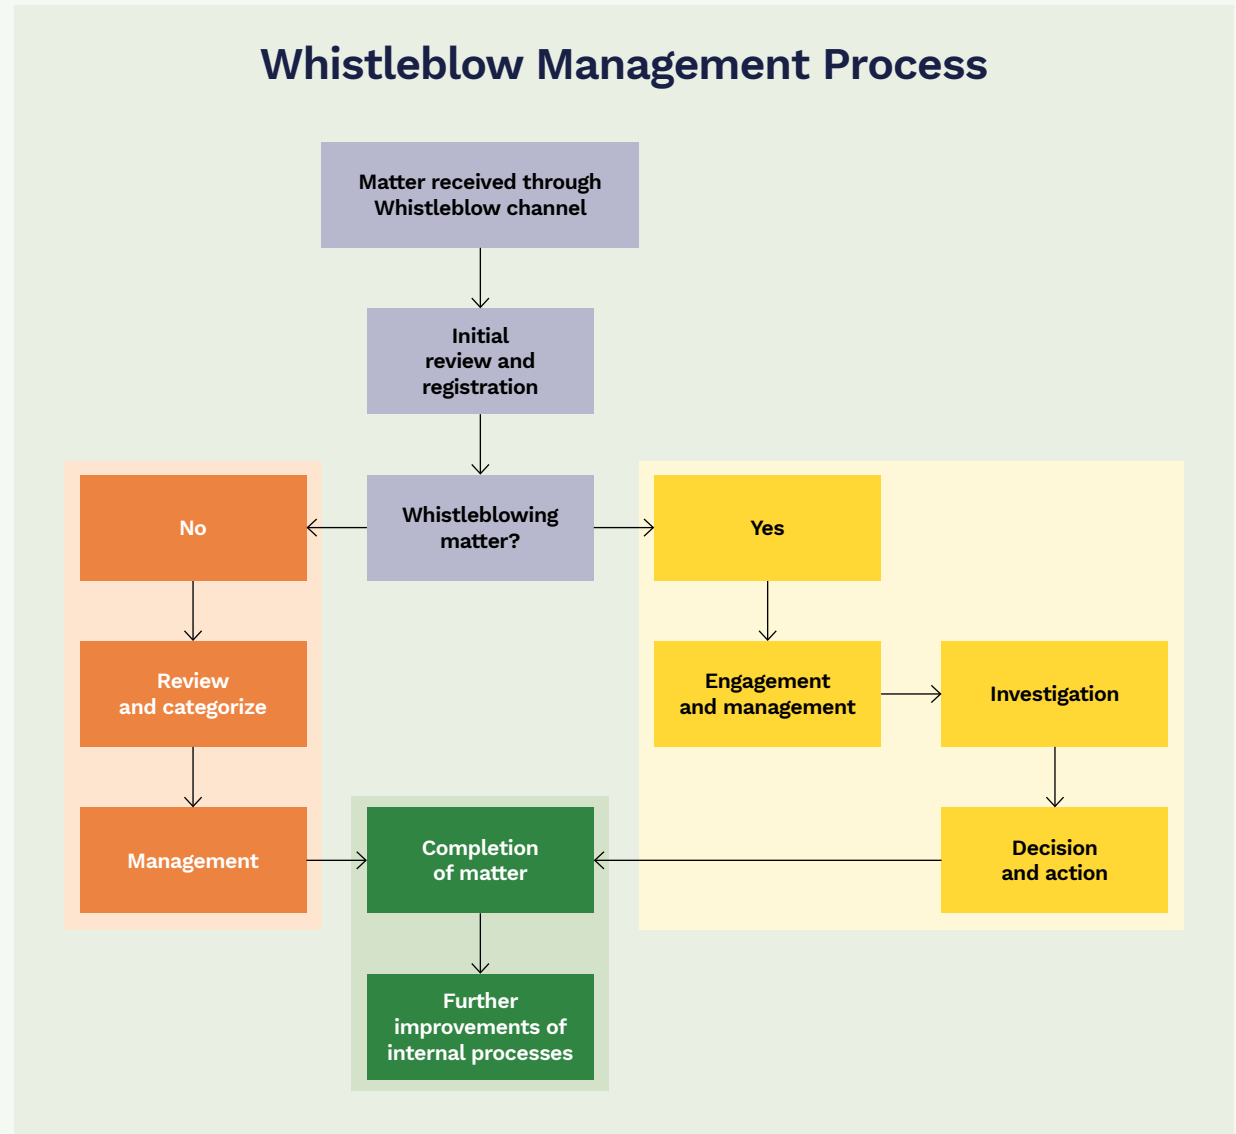 Whistleblow Management Process
Matter received through
Whistleblow channel
Initial
review and
registration
No
Whistleblowing
matter?
Yes
Review
and categorize
Engagement
and management
Investigation
Management
Completion
of matter
Decision
and action
Further
improvements of
internal processes